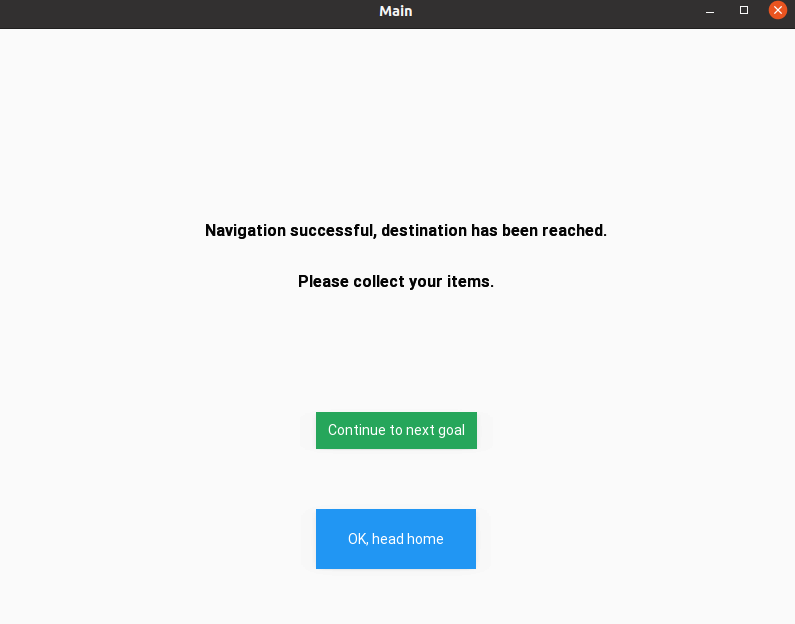 Main
Navigation successful, destination has been reached.
Please collect your items.
Continue to next goal
OK, head home